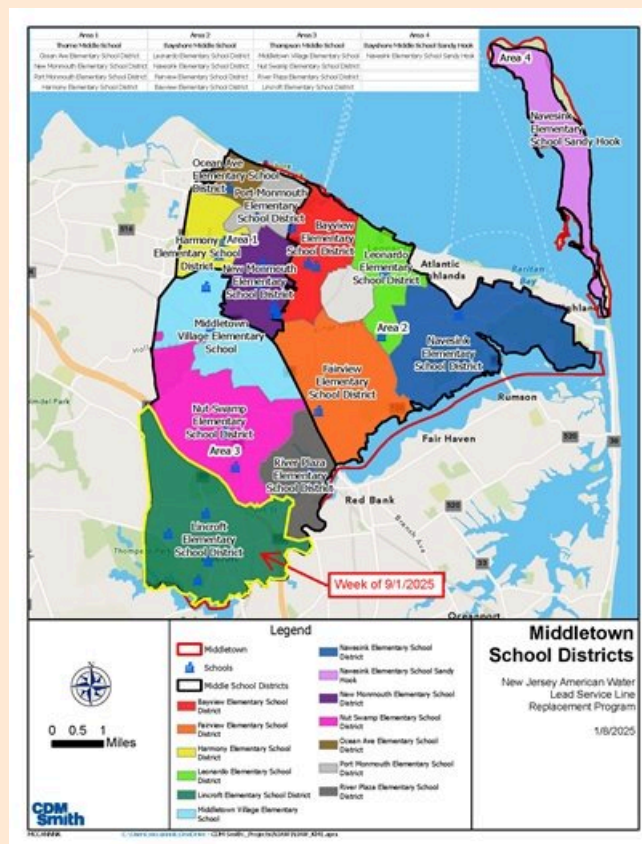 Area 1
Area 2
Area 3
Area 4
Thorne Middle School
Bayshore Middle School
Thompson Middle School
Bayshore Middle School Sandy Hook
Ocean Ave Elementary School District
Leonardo Elementary School District
Middletown Village Elementary School
Navesink Elementary School Sandy Hook
New Monmouth Elementary School District
Navesink Elementary School District
Nut Swamp Elementary School District
Port Monmouth Elementary School District
Fairview Elementary School District
River Plaza Elementary School District
Harmony Elementary School District
Bayview Elementary School District
Lincroft Elementary School District
Area 4
Navesink
Elementary
School Sandy Hook
Ocean Ave
Elementary School
District
Port Monmouth
Elementary
School District
Bayview
Elementary
School District
Harmony
Elementary
School
District
Area 1
New Monmouth
Elementary
School District
Leonardo
Elementary
School District
Atlantic
Highlands
Raritan
Bay
Middletown
Village Elementary
School
Area 2
Navesink
Elementary
School District
Fairview
Elementary
School District
Nut Swamp
Elementary
School District
Area 3
River Plaza
Elementary
School District
Rumson
Fair Haven
Red Bank
Branch Ave
Lincroft
Elementary
School District
Week of 9/1/2025
Oceanport
520
520
36
33
Legend
Middletown
Schools
Middle School Districts
Bayview Elementary School
District
Fairview Elementary School
District
Harmony Elementary School
District
Leonardo Elementary School
District
Lincroft Elementary School District
Middletown Village Elementary
School
Navesink Elementary School
District
Navesink Elementary School Sandy
Hook
New Monmouth Elementary School
District
Nut Swamp Elementary School
District
Ocean Ave Elementary School
District
Port Monmouth Elementary School
District
River Plaza Elementary School
District
0 0.5 1
Miles
CDM
Smith
Middletown
School Districts
New Jersey American Water
Lead Service Line
Replacement Program
1/8/2025
MCCANNNK